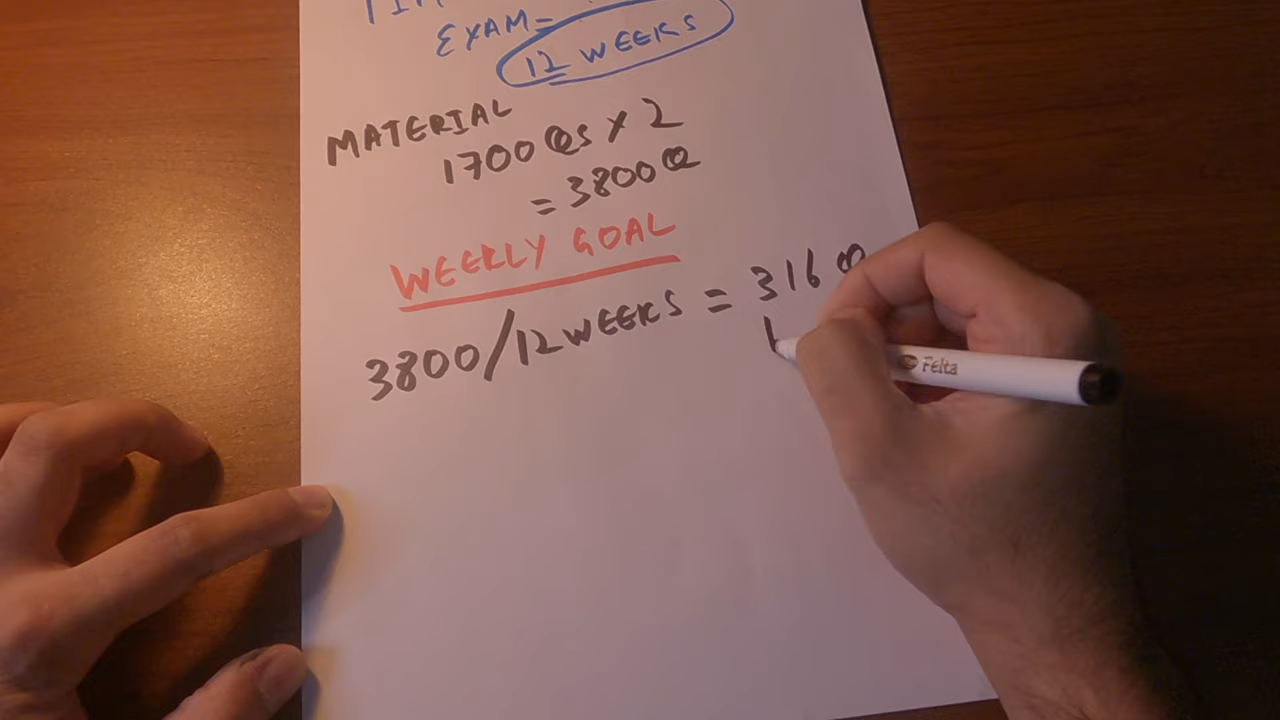 EXAM-
12 WEEKS
MATERIAL
1700 Qs x 2
= 3800 Q
WEEKLY GOAL
3800/12 WEEKS = 316 Q
Felta